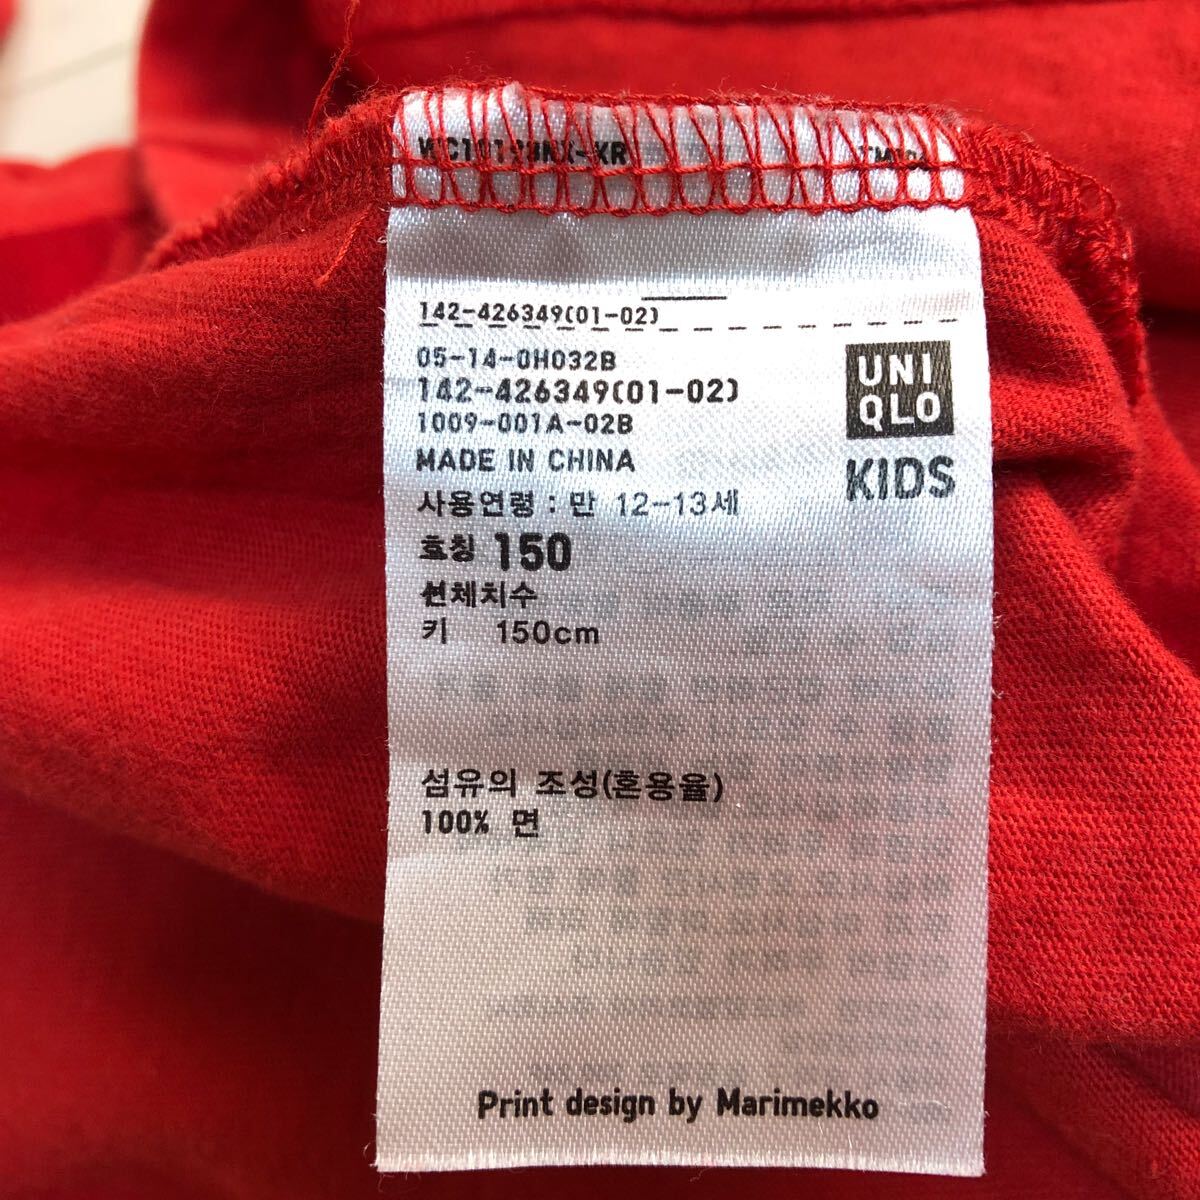 142-426349(01-02)
05-14-0H032B
142-426349(01-02)
1009-001A-02B
MADE IN CHINA
사용연령 : 만 12-13세
호칭 150
신체치수
키 150cm
UNI
QLO
KIDS
섬유의 조성(혼용율)
100% 면
Print design by Marimekko